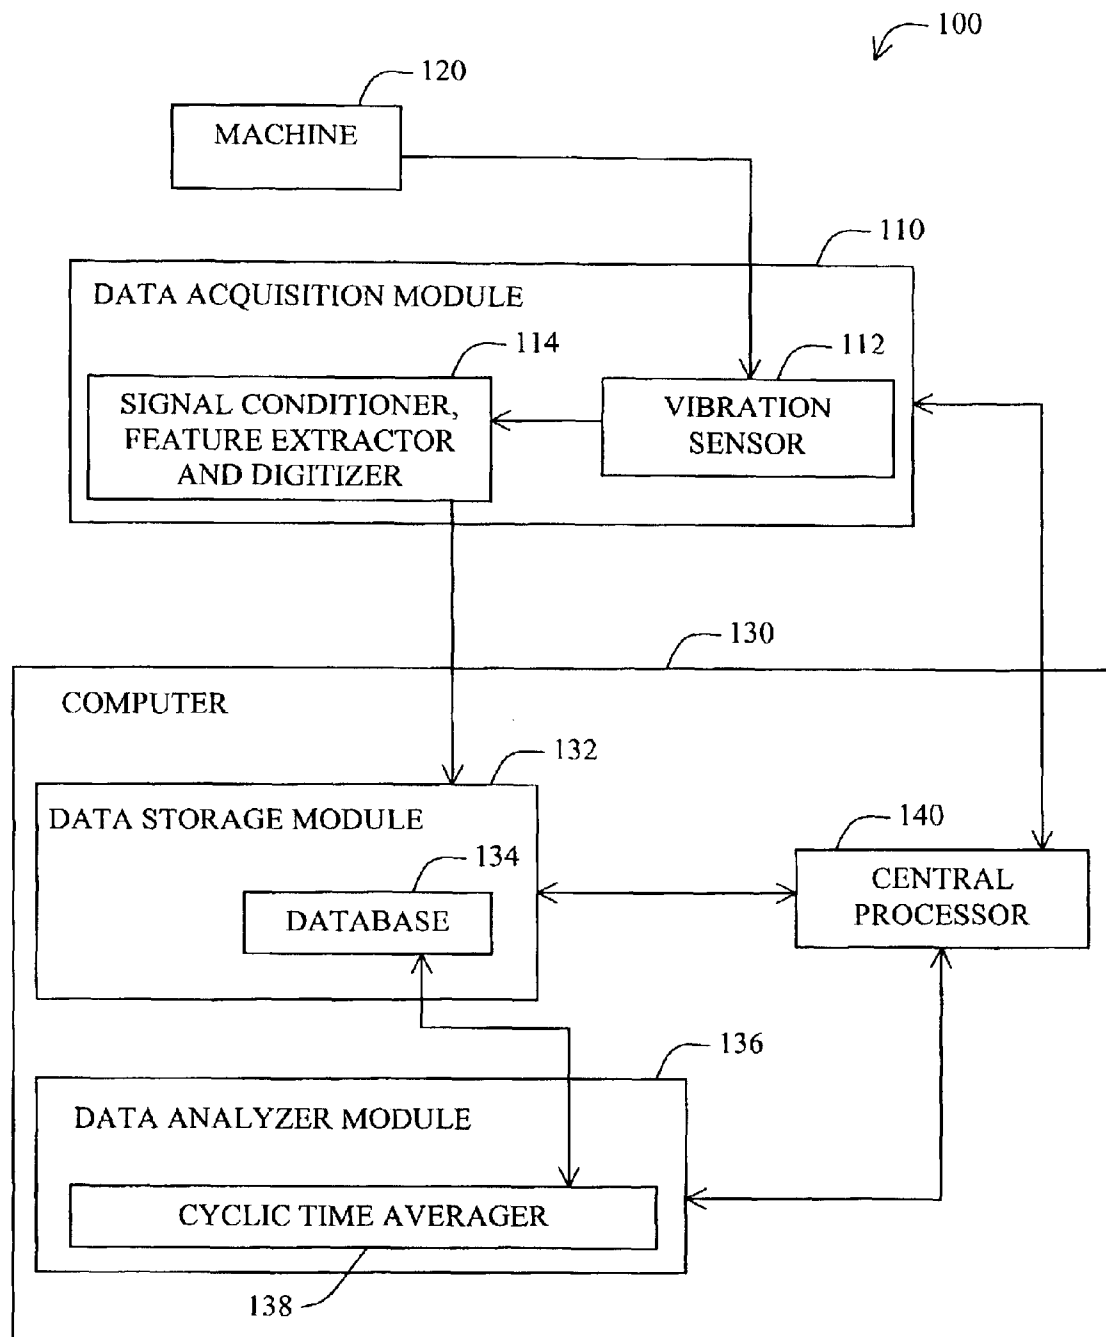 100
120
MACHINE
110
DATA ACQUISITION MODULE
114
112
SIGNAL CONDITIONER,
FEATURE EXTRACTOR
AND DIGITIZER
VIBRATION
SENSOR
130
COMPUTER
132
DATA STORAGE MODULE
134
DATABASE
140
CENTRAL
PROCESSOR
136
DATA ANALYZER MODULE
CYCLIC TIME AVERAGER
138